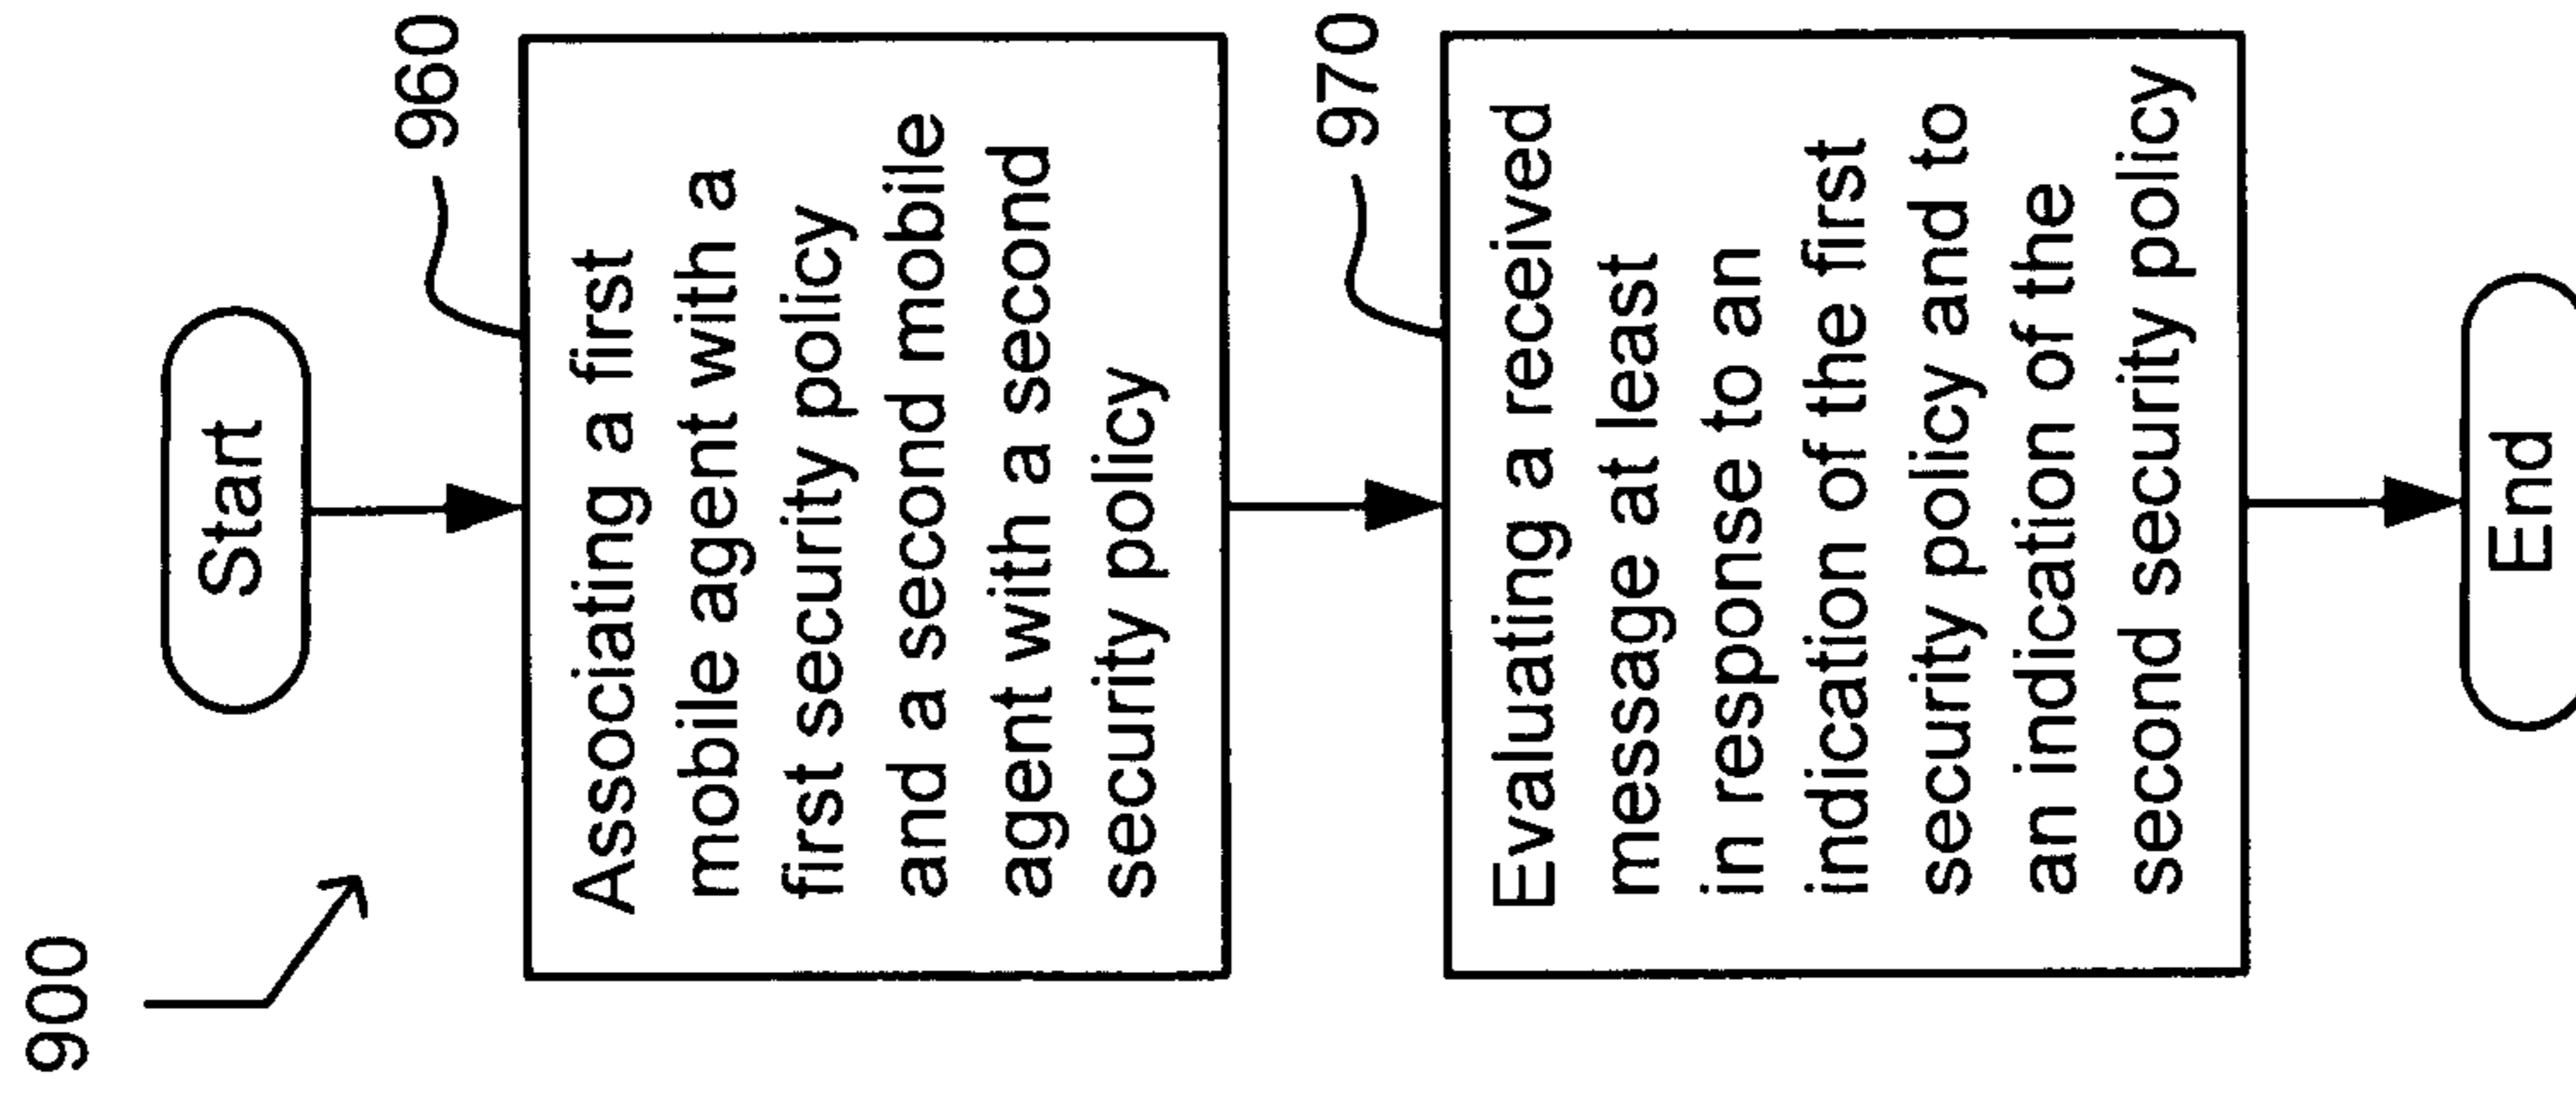 900
Start
960
Associating a first
mobile agent with a
first security policy
and a second mobile
agent with a second
security policy
970
Evaluating a received
message at least
in response to an
indication of the first
security policy and to
an indication of the
second security policy
End